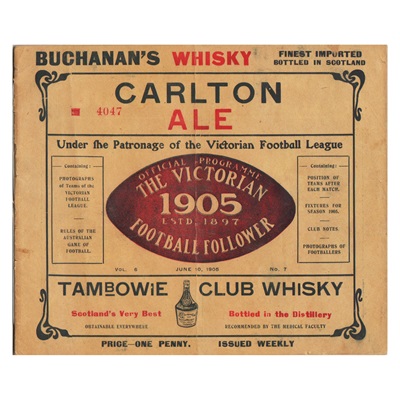 BUCHANAN'S WHISKY
FINEST IMPORTED
BOTTLED IN SCOTLAND
4047
CARLTON
ALE
Under the Patronage of the Victorian Football League
Containing:
PHOTOGRAPHS
of Teams of the
VICTORIAN
FOOTBALL
LEAGUE.
RULES OF THE
AUSTRALIAN
GAME OF
FOOTBALL.
OFFICIAL PROGRAMME
THE VICTORIAN
1905
ESTD. 1897
FOOTBALL FOLLOWER
Containing:
POSITION OF
TEAMS AFTER
EACH MATCH.
FIXTURES FOR
SEASON 1905.
CLUB NOTES.
PHOTOGRAPHS OF
FOOTBALLERS
VOL. JUNE 10, 1905 NO. 7
TAMBOWIE CLUB WHISKY
Scotland's Very Best
Bottled in the Distillery
OBTAINABLE EVERYWHERE
RECOMMENDED BY THE MEDICAL FACULTY
PRICE—ONE PENNY. ISSUED WEEKLY